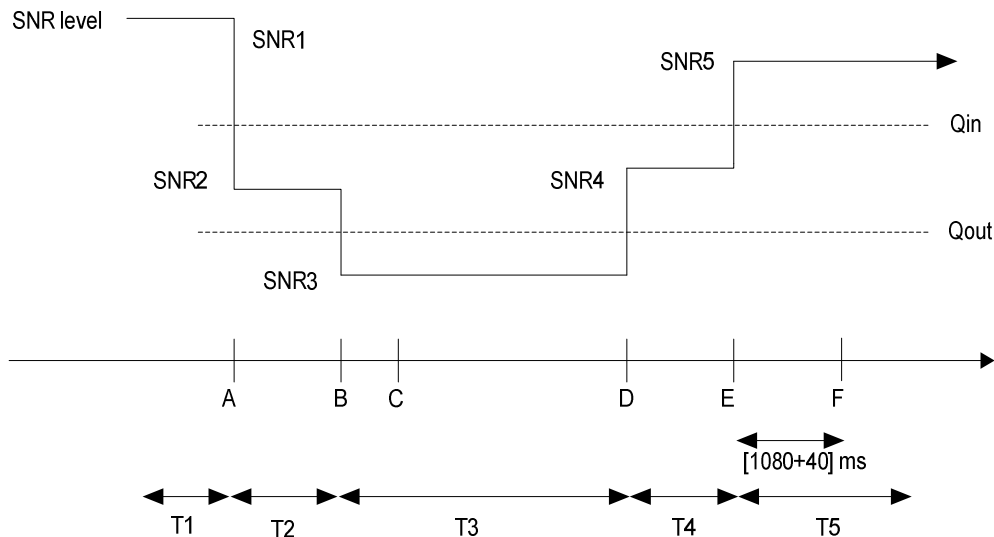 SNR level
SNR1
SNR5
Qin
SNR2
SNR4
Qout
SNR3
A B C D E F
[1080+40] ms
T1 T2 T3 T4 T5